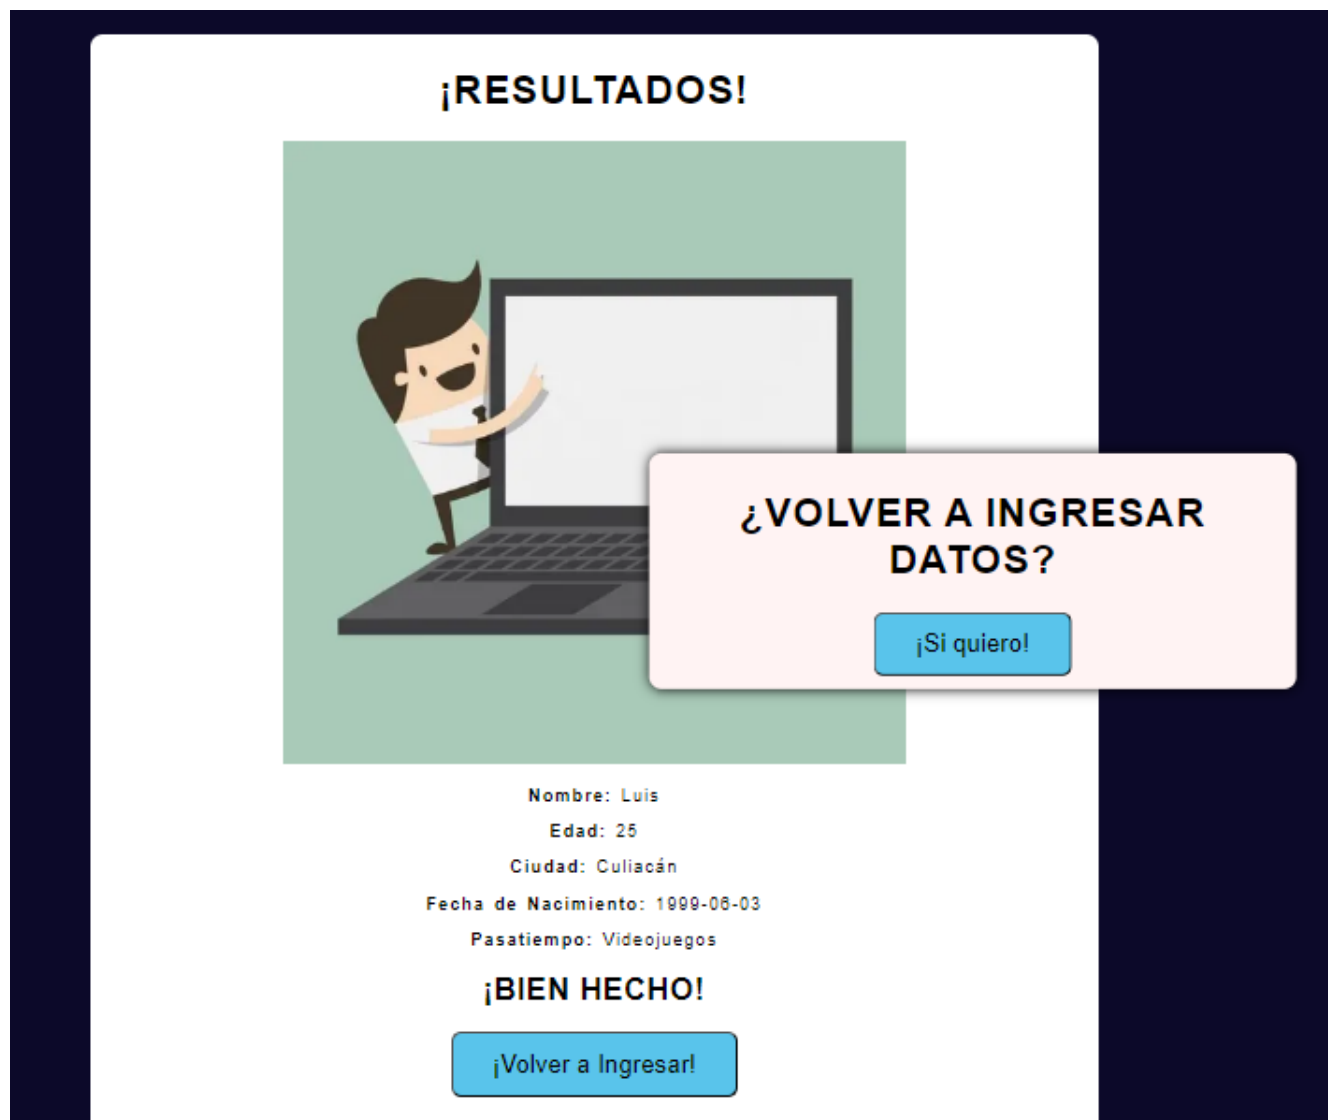 ¡RESULTADOS!
¿VOLVER A INGRESAR
DATOS?
¡Si quiero!
Nombre: Luis
Edad: 25
Ciudad: Culiacán
Fecha de Nacimiento: 1999-06-03
Pasatiempo: Videojuegos
¡BIEN HECHO!
¡Volver a Ingresar!